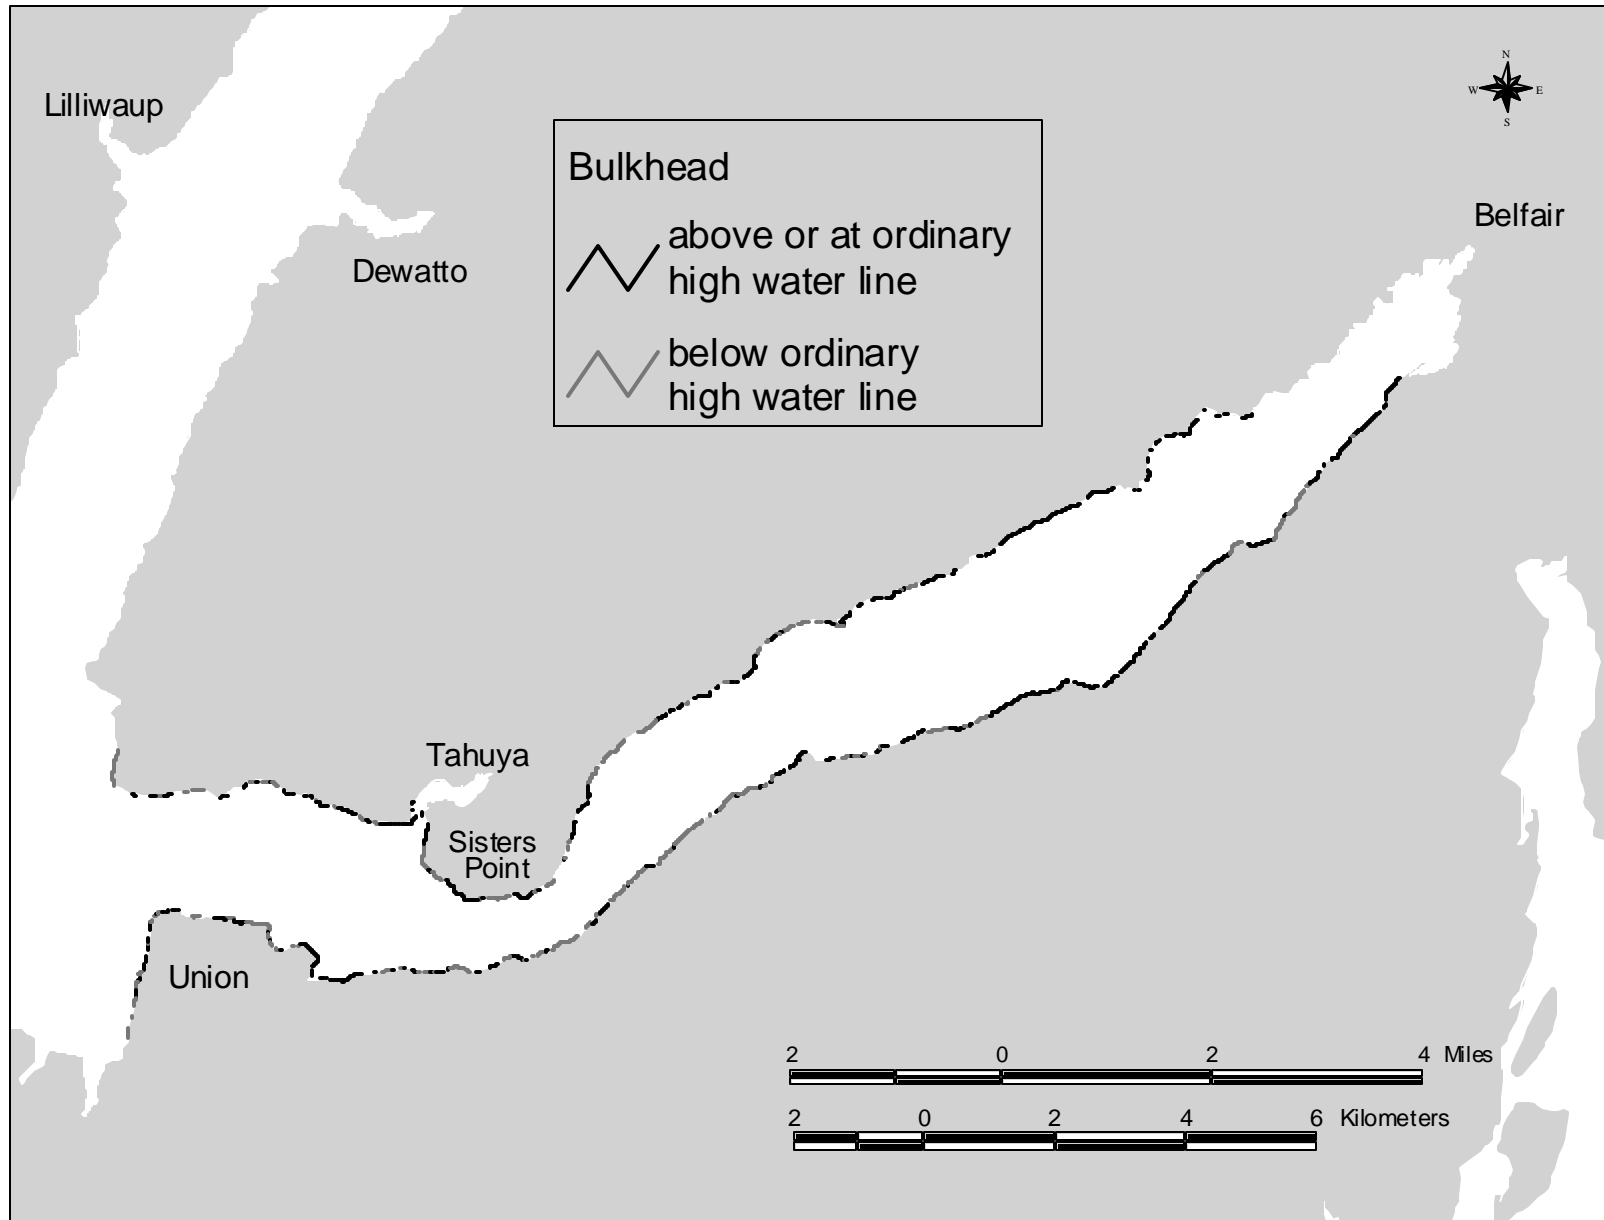 N
W E
S
Lilliwaup
Bulkhead
above or at ordinary
high water line
Belfair
Dewatto
below ordinary
high water line
Tahuya
Sisters
Point
Union
2 0 2 4 Miles
2 0 2 4 6 Kilometers